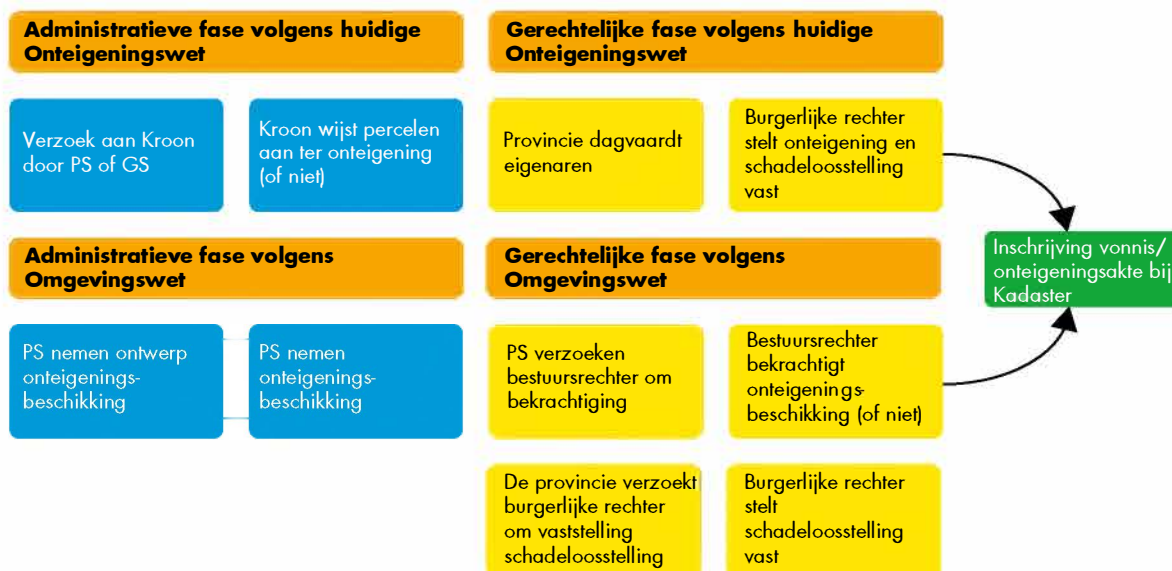 Administratieve fase volgens huidige
Onteigeningswet
Gerechtelijke fase volgens huidige
Onteigeningswet
Verzoek aan Kroon
door PS of GS
Kroon wijst percelen
aan ter onteigening
(of niet)
Provincie dagvaardt
eigenaren
Burgerlijke rechter
stelt onteigening en
schadeloosstelling
vast
Inschrijving vonnis/
onteigeningsakte bij
Kadaster
Administratieve fase volgens
Omgevingswet
Gerechtelijke fase volgens
Omgevingswet
PS nemen ontwerp
onteigenings-
beschikking
PS nemen
onteigenings-
beschikking
PS verzoeken
bestuursrechter om
bekrachtiging
Bestuursrechter
bekrachtigt
onteigenings-
beschikking (of niet)
De provincie verzoekt
burgerlijke rechter
om vaststelling
schadeloosstelling
Burgerlijke rechter
stelt
schadeloosstelling
vast